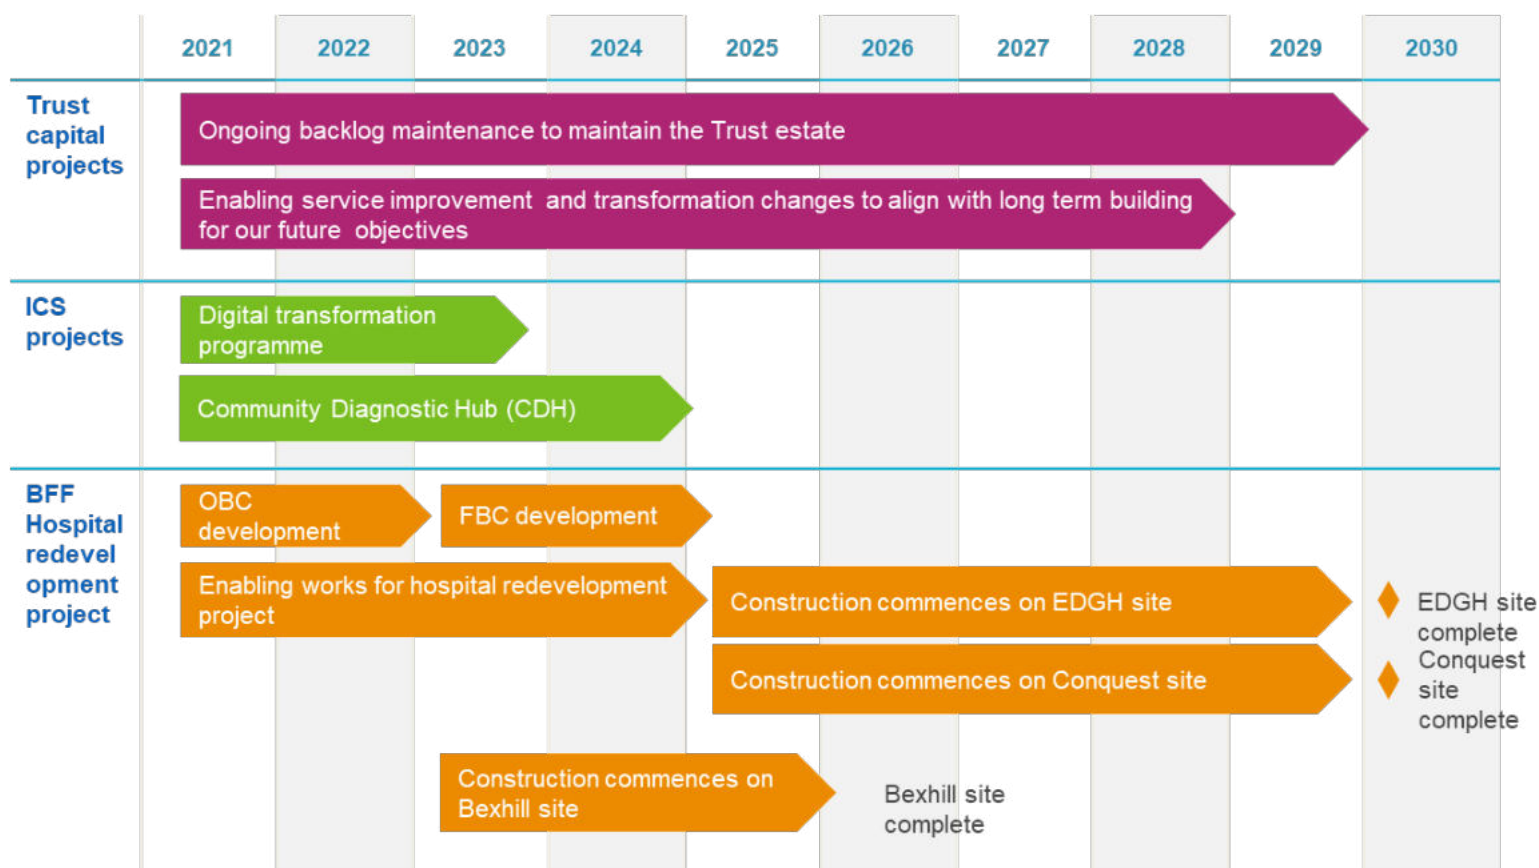 2021 2022 2023 2024 2025 2026 2027 2028 2029 2030
Trust
capital
projects
Ongoing backlog maintenance to maintain the Trust estate
Enabling service improvement and transformation changes to align with long term building
for our future objectives
ICS
projects
Digital transformation
programme
Community Diagnostic Hub (CDH)
BFF
Hospital
redevel
opment
project
OBC
development
FBC development
Enabling works for hospital redevelopment
project
Construction commences on EDGH site
EDGH site
complete
Construction commences on Conquest site
Conquest
site
complete
Construction commences on
Bexhill site
Bexhill site
complete